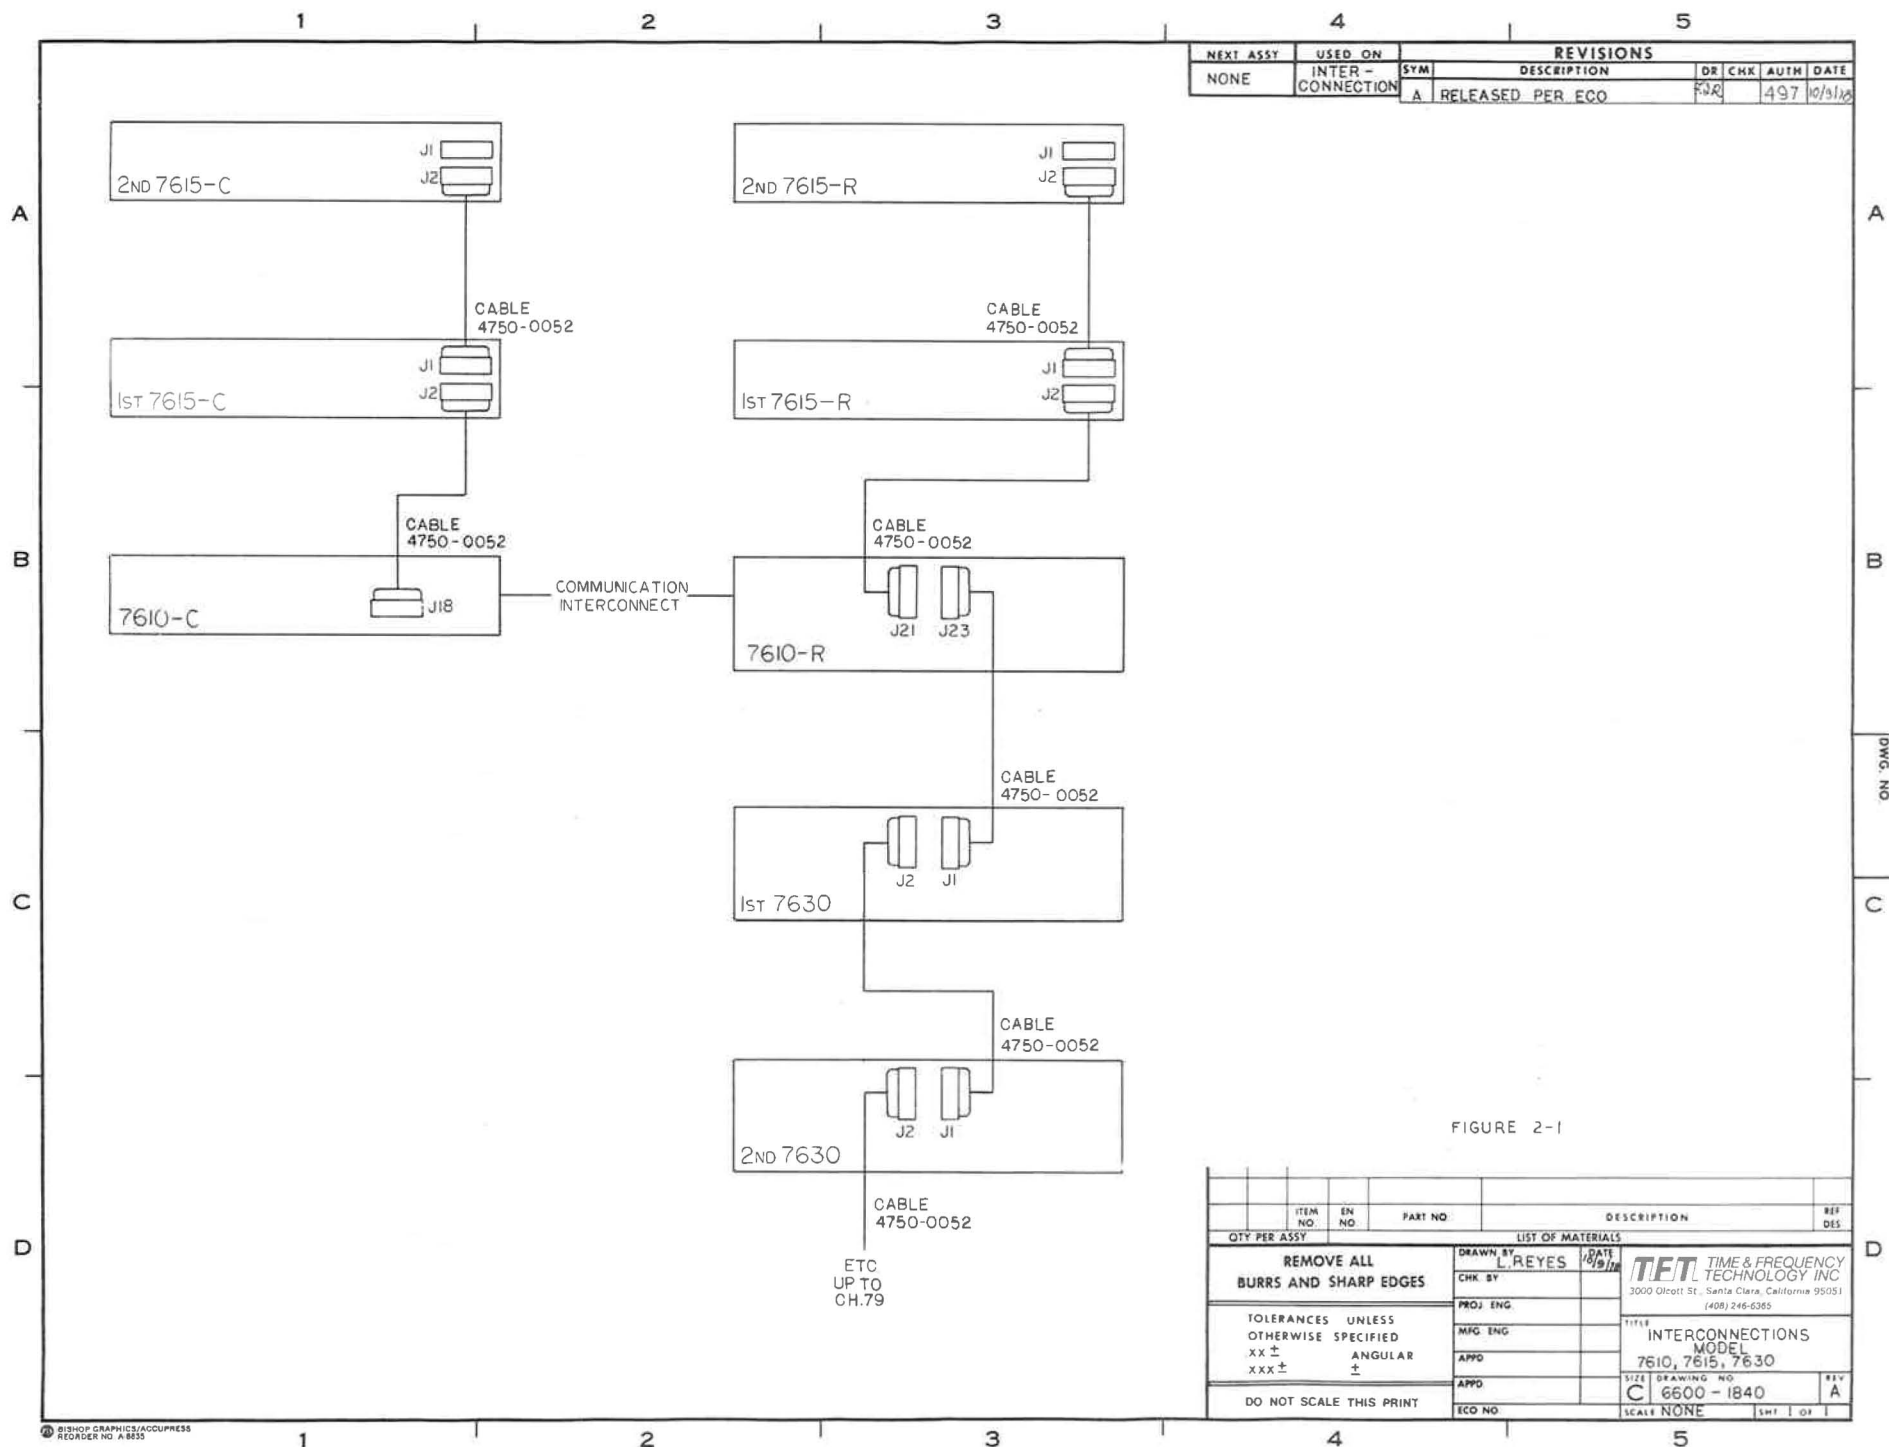 1 2 3 4 5
NEXT ASSY USED ON REVISIONS
NONE INTER-
CONNECTION
SYM DESCRIPTION DR CHK AUTH DATE
A RELEASED PER ECO 497
A A
2ND 7615-C
J1
J2
2ND 7615-R
J1
J2
CABLE
4750-0052
CABLE
4750-0052
1ST 7615-C
J1
J2
1ST 7615-R
J1
J2
CABLE
4750-0052
CABLE
4750-0052
B B
7610-C
J18
COMMUNICATION
INTERCONNECT
J21 J23
7610-R
DWG. NO.
CABLE
4750-0052
J2 J1
1ST 7630
C C
CABLE
4750-0052
J2 J1
2ND 7630
FIGURE 2-1
CABLE
4750-0052
ETC
UP TO
CH.79
D D
ITEM NO. EN NO PART NO. DESCRIPTION REF DES
QTY PER ASSY LIST OF MATERIALS
REMOVE ALL
BURRS AND SHARP EDGES
TOLERANCES UNLESS
OTHERWISE SPECIFIED
XX ± ANGULAR
XXX ± ±
DO NOT SCALE THIS PRINT
DRAWN BY L.REYES DATE
CHK. BY
PROJ. ENG.
MFG. ENG
APPD
APPD.
ECO NO.
TFT TIME & FREQUENCY
TECHNOLOGY INC
3000 Olcott St., Santa Clara, California 95051
(408) 246-6365
TITLE
INTERCONNECTIONS
MODEL
7610, 7615, 7630
SIZE C DRAWING NO 6600-1840 REV A
SCALE NONE SHT 1 OF 1
BISHOP GRAPHICS/ACCUPRESS
REORDER NO. A-8835
1 2 3 4 5